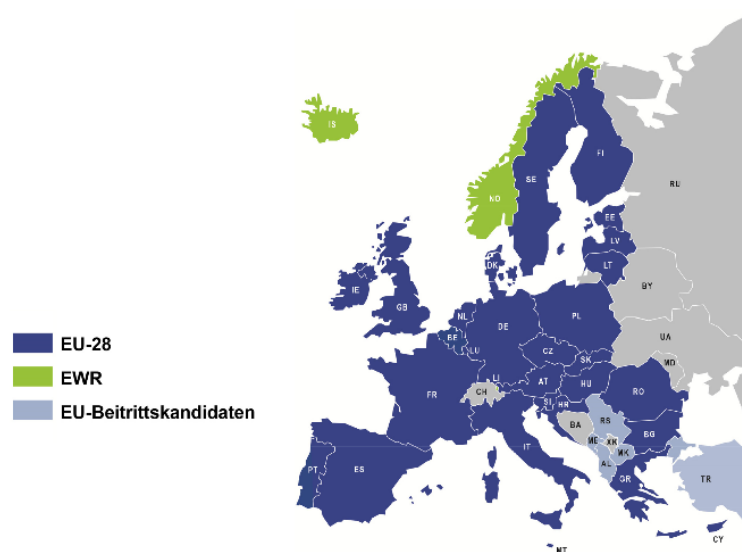 IS
NO
SE
FI
RU
EE
LV
LT
DK
BY
IE
GB
NL
BE
LU
DE
PL
UA
MD
CZ
SK
LI
AT
HU
RO
FR
CH
SI
HR
BA
RS
ME
XK
BG
MK
AL
IT
PT
ES
GR
TR
CY
MT
EU-28
EWR
EU-Beitrittskandidaten